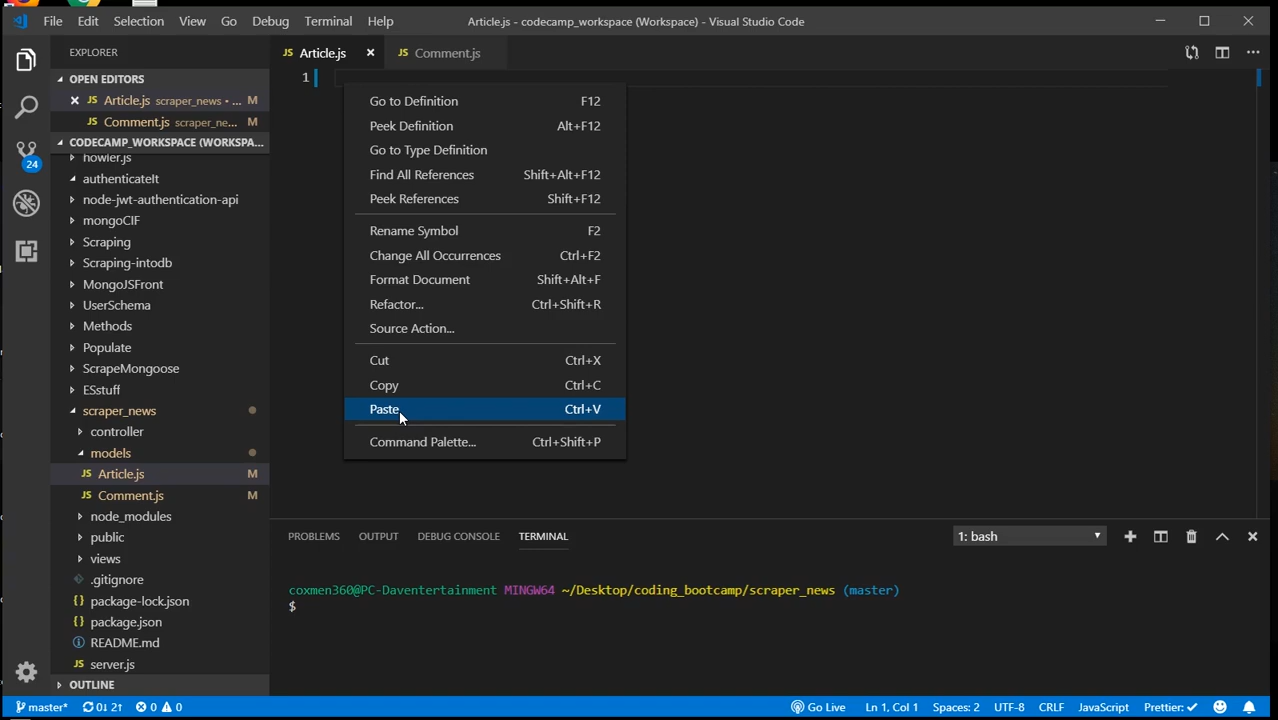 File Edit Selection View Go Debug Terminal Help Article.js - codecamp_workspace (Workspace) - Visual Studio Code
EXPLORER
OPEN EDITORS
Article.js scraper_news • ... M
Comment.js scraper_ne... M
CODECAMP_WORKSPACE (WORKSPA...
howler.js
authenticateIt
node-jwt-authentication-api
mongoCIF
Scraping
Scraping-intodb
MongoJSFront
UserSchema
Methods
Populate
ScrapeMongoose
ESstuff
scraper_news
controller
models
JS Article.js M
JS Comment.js M
node_modules
public
views
.gitignore
{} package-lock.json
{} package.json
README.md
JS server.js
OUTLINE
24
JS Article.js JS Comment.js
1
Go to Definition F12
Peek Definition Alt+F12
Go to Type Definition
Find All References Shift+Alt+F12
Peek References Shift+F12
Rename Symbol F2
Change All Occurrences Ctrl+F2
Format Document Shift+Alt+F
Refactor... Ctrl+Shift+R
Source Action...
Cut Ctrl+X
Copy Ctrl+C
Paste Ctrl+V
Command Palette... Ctrl+Shift+P
PROBLEMS OUTPUT DEBUG CONSOLE TERMINAL 1: bash
coxmen360@PC-Daventertainment MINGW64 ~/Desktop/coding_bootcamp/scraper_news (master)
$
master* 0↓ 2↑ 0 0 Go Live Ln 1, Col 1 Spaces: 2 UTF-8 CRLF JavaScript Prettier: ✓